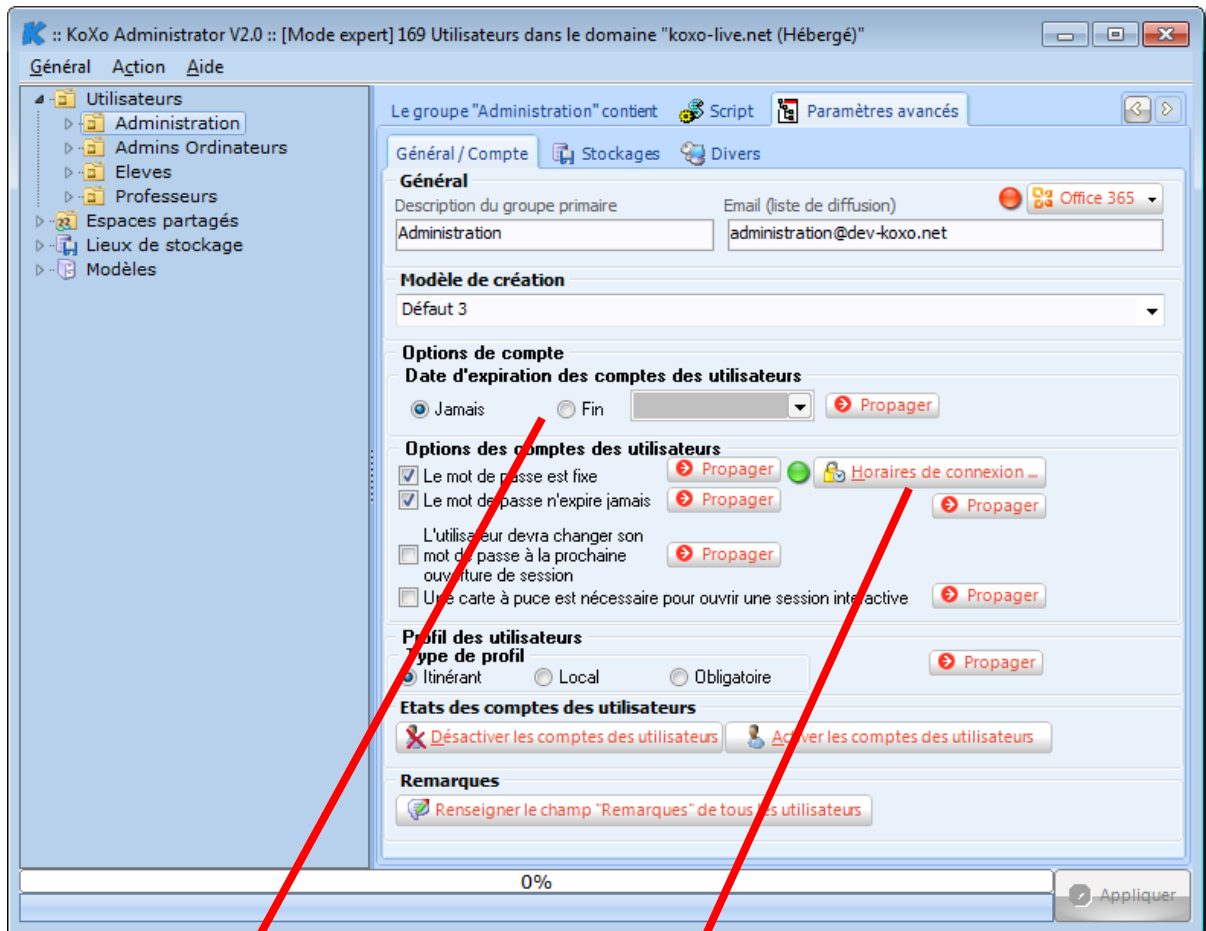 :: KoXo Administrator V2.0 :: [Mode expert] 169 Utilisateurs dans le domaine "koxo-live.net (Hébergé)"
Général Action Aide
Utilisateurs
Administration
Admins Ordinateurs
Eleves
Professeurs
Espaces partagés
Lieux de stockage
Modèles
Le groupe "Administration" contient Script Paramètres avancés
Général / Compte Stockages Divers
Général
Description du groupe primaire Email (liste de diffusion) Office 365
Administration administration@dev-koxo.net
Modèle de création
Défaut 3
Options de compte
Date d'expiration des comptes des utilisateurs
Jamais Fin Propager
Options des comptes des utilisateurs
Le mot de passe est fixe Propager Horaires de connexion ...
Le mot de passe n'expire jamais Propager Propager
L'utilisateur devra changer son
mot de passe à la prochaine Propager
ouverture de session
Une carte à puce est nécessaire pour ouvrir une session interactive Propager
Profil des utilisateurs
Type de profil Propager
Itinérant Local Obligatoire
Etats des comptes des utilisateurs
Désactiver les comptes des utilisateurs Activer les comptes des utilisateurs
Remarques
Renseigner le champ "Remarques" de tous les utilisateurs
0%
Appliquer